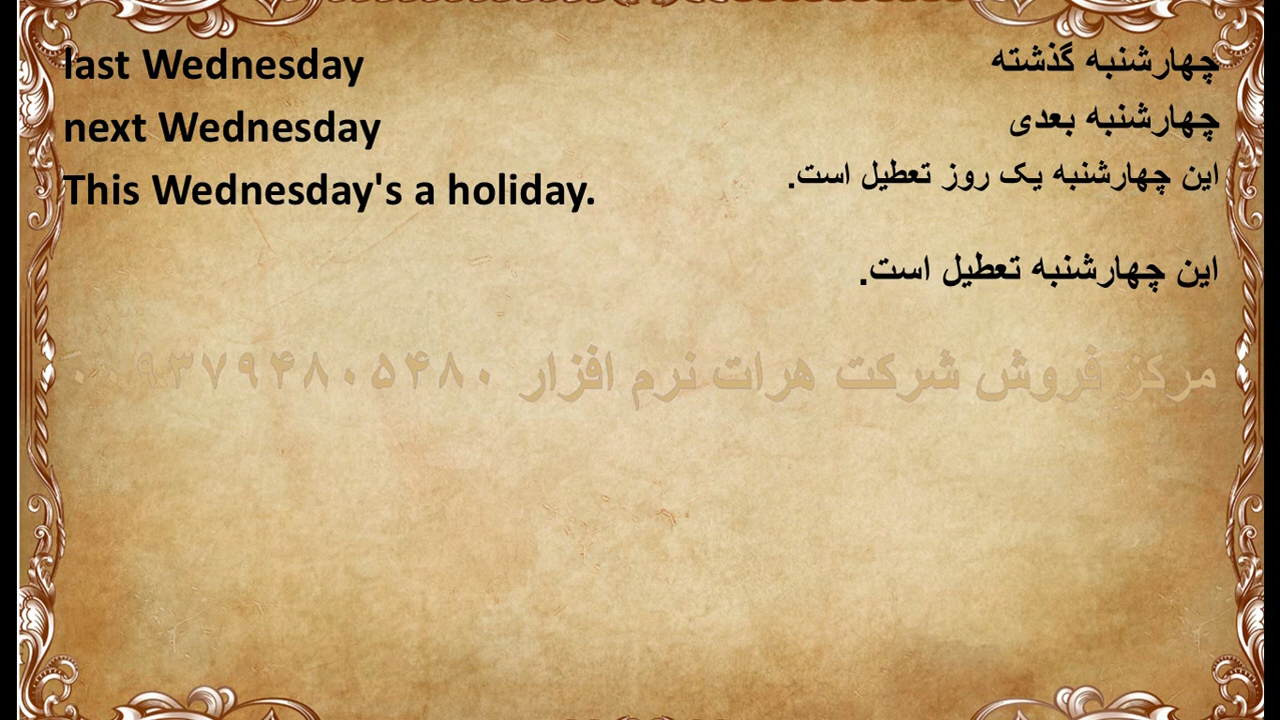 last Wednesday
چهارشنبه گذشته
next Wednesday
چهارشنبه بعدی
This Wednesday's a holiday.
این چهارشنبه یک روز تعطیل است.
این چهارشنبه تعطیل است.
مرکز فروش شرکت هرات نرم افزار ۰۰۹۳۷۹۴۸۰۵۴۸۰